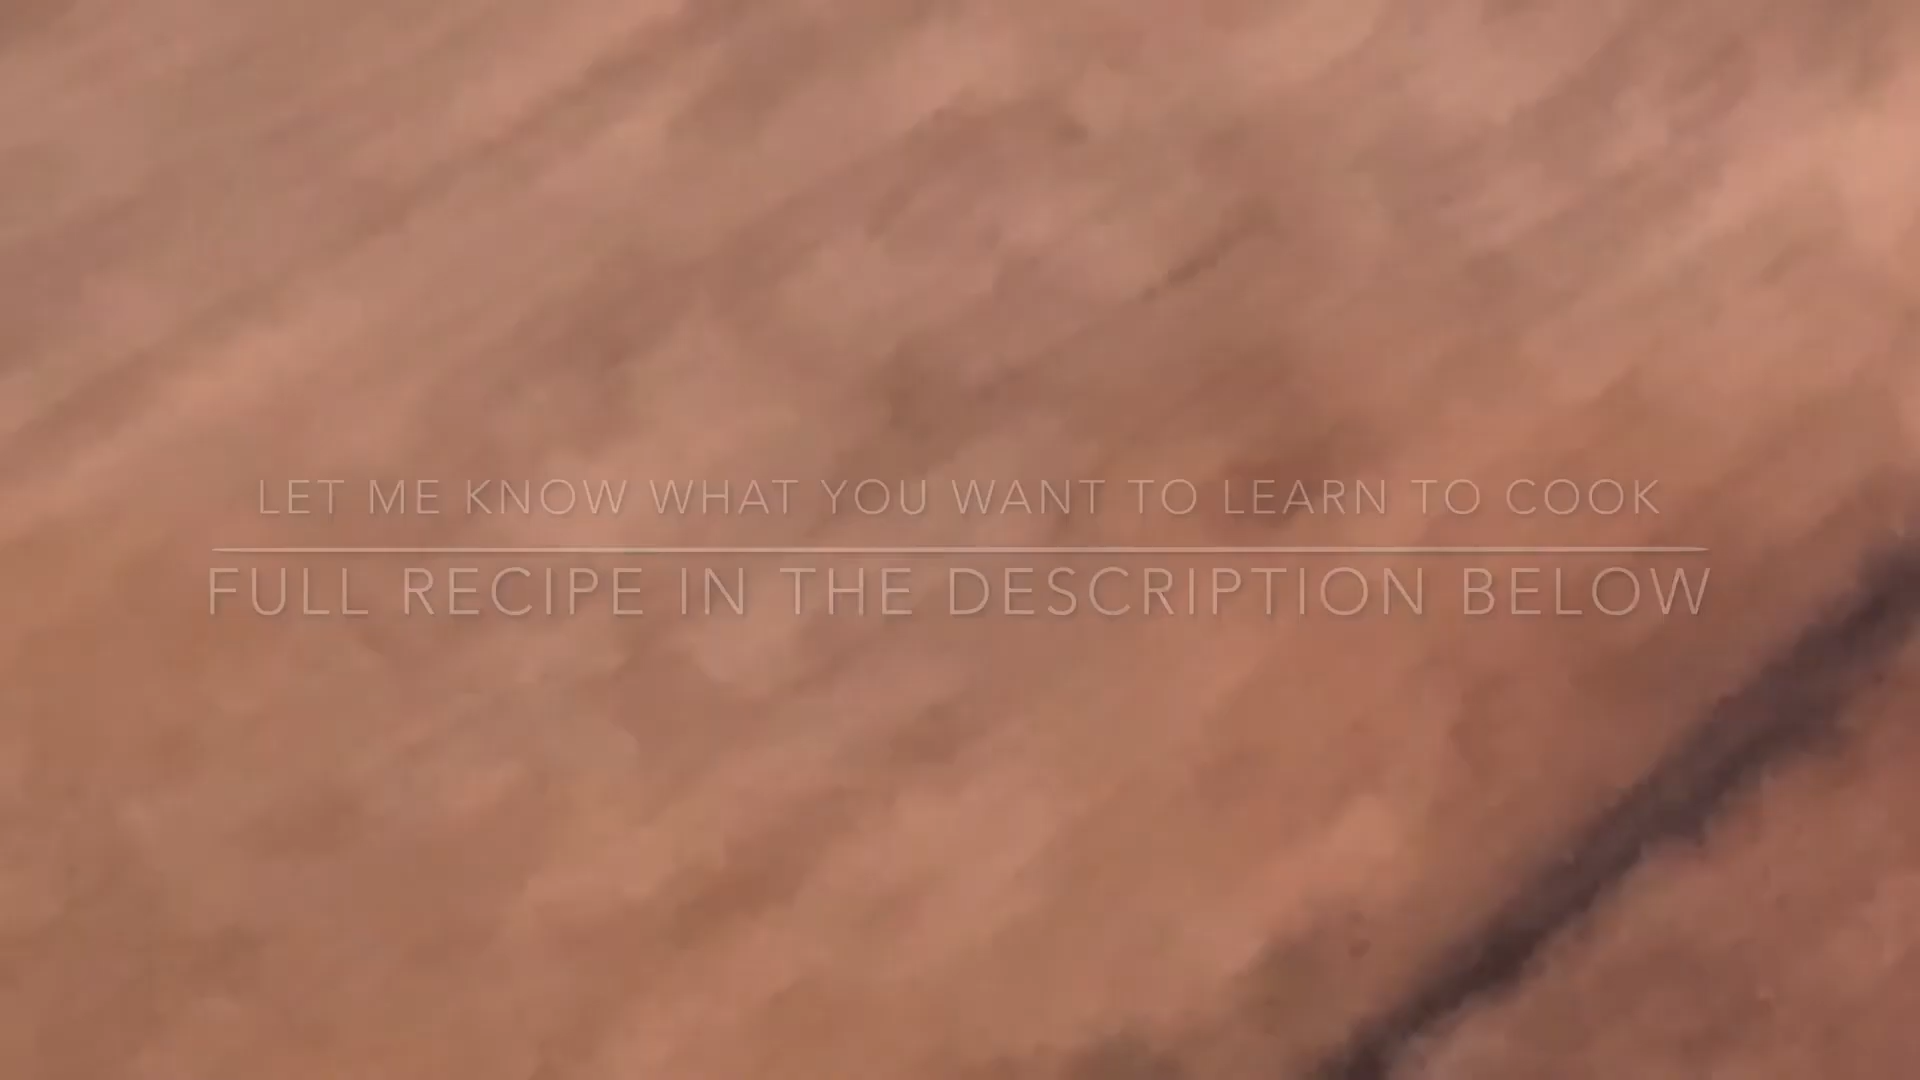 LET ME KNOW WHAT YOU WANT TO LEARN TO COOK
FULL RECIPE IN THE DESCRIPTION BELOW